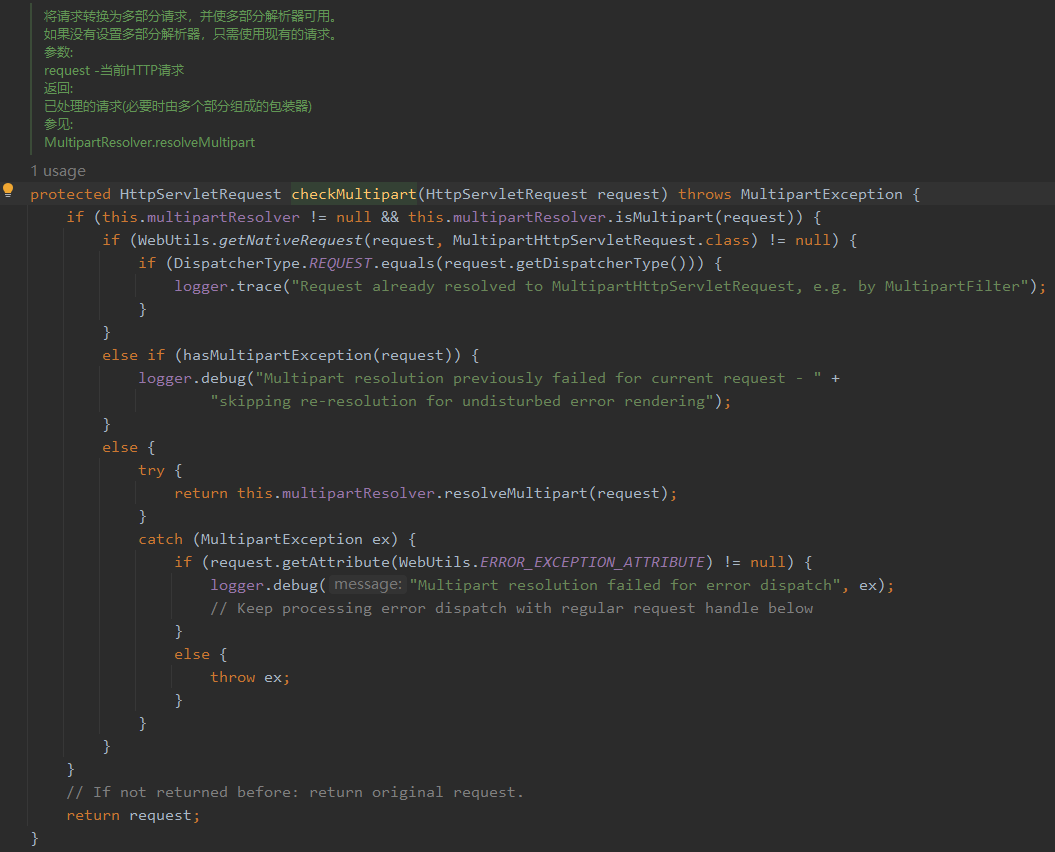 将请求转换为多部分请求，并使多部分解析器可用。
如果没有设置多部分解析器，只需使用现有的请求。
参数:
request -当前HTTP请求
返回:
已处理的请求(必要时由多个部分组成的包装器)
参见:
MultipartResolver.resolveMultipart
1 usage
protected HttpServletRequest checkMultipart(HttpServletRequest request) throws MultipartException {
if (this.multipartResolver != null && this.multipartResolver.isMultipart(request)) {
if (WebUtils.getNativeRequest(request, MultipartHttpServletRequest.class) != null) {
if (DispatcherType.REQUEST.equals(request.getDispatcherType())) {
logger.trace("Request already resolved to MultipartHttpServletRequest, e.g. by MultipartFilter");
}
}
else if (hasMultipartException(request)) {
logger.debug("Multipart resolution previously failed for current request - " +
"skipping re-resolution for undisturbed error rendering");
}
else {
try {
return this.multipartResolver.resolveMultipart(request);
}
catch (MultipartException ex) {
if (request.getAttribute(WebUtils.ERROR_EXCEPTION_ATTRIBUTE) != null) {
logger.debug( message: "Multipart resolution failed for error dispatch", ex);
// Keep processing error dispatch with regular request handle below
}
else {
throw ex;
}
}
}
}
// If not returned before: return original request.
return request;
}